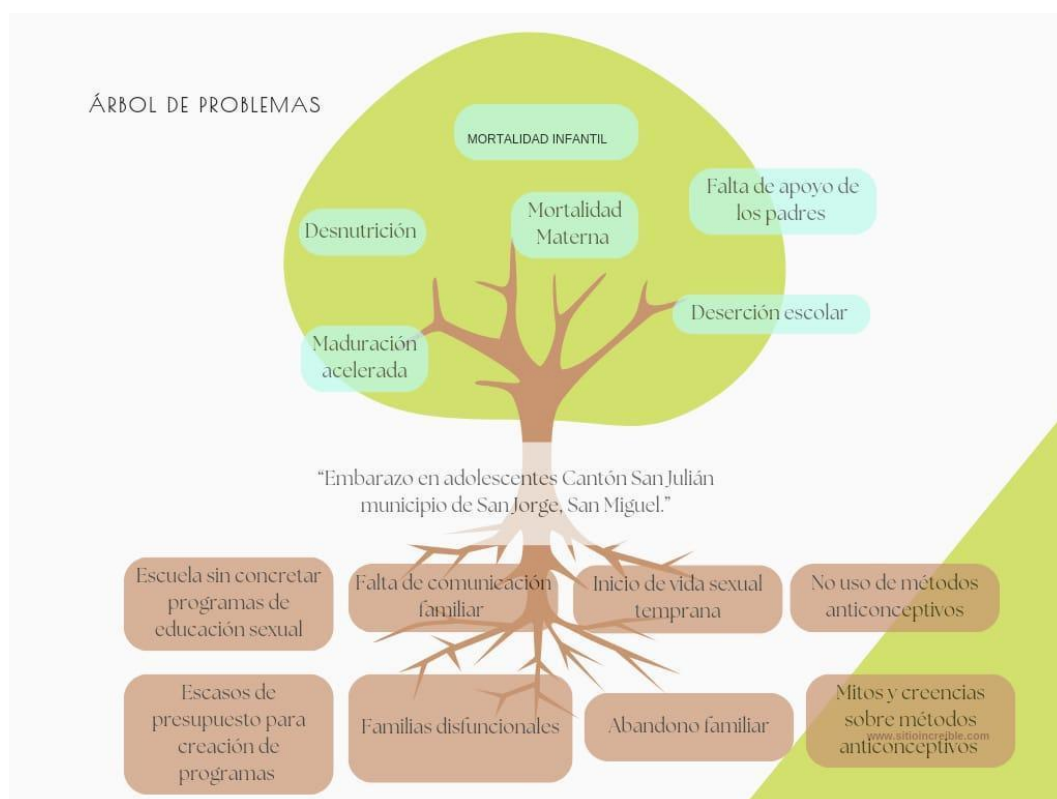 ÁRBOL DE PROBLEMAS
MORTALIDAD INFANTIL
Falta de apoyo de
los padres
Mortalidad
Materna
Desnutrición
Deserción escolar
Maduración
acelerada
“Embarazo en adolescentes Cantón San Julián
municipio de San Jorge, San Miguel.”
Escuela sin concretar
programas de
educación sexual
Falta de comunicación
familiar
Inicio de vida sexual
temprana
No uso de métodos
anticonceptivos
Escasos de
presupuesto para
creación de
programas
Familias disfuncionales
Abandono familiar
Mitos y creencias
sobre métodos
anticonceptivos
www.sitioincreible.com